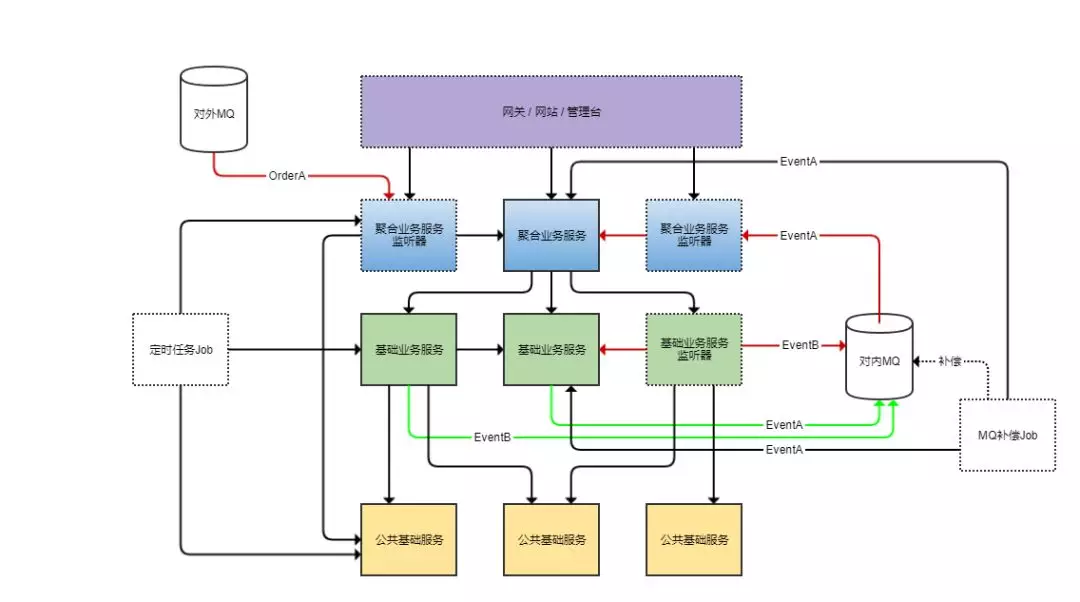 网关 / 网站 / 管理台
对外MQ
EventA
OrderA
聚合业务服务
监听器
聚合业务服务
聚合业务服务
监听器
EventA
定时任务Job
基础业务服务
基础业务服务
基础业务服务
监听器
EventB
对内MQ
补偿
EventA
EventB
EventA
MQ补偿Job
公共基础服务
公共基础服务
公共基础服务